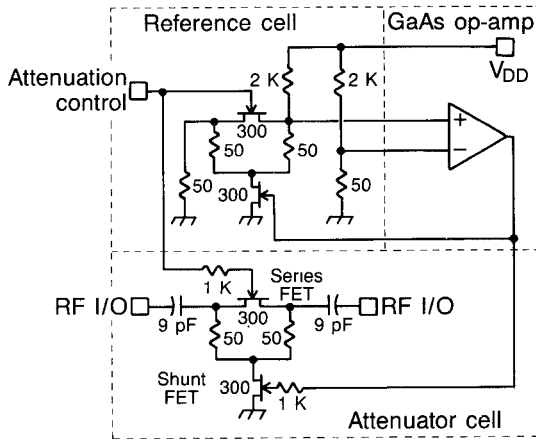 Reference cell
GaAs op-amp
Attenuation
control
2 K
2 K
VDD
300
50
50
50
300
50
+
−
1 K
Series
FET
RF I/O
9 pF
300
9 pF
RF I/O
50
50
Shunt
FET
300
1 K
Attenuator cell